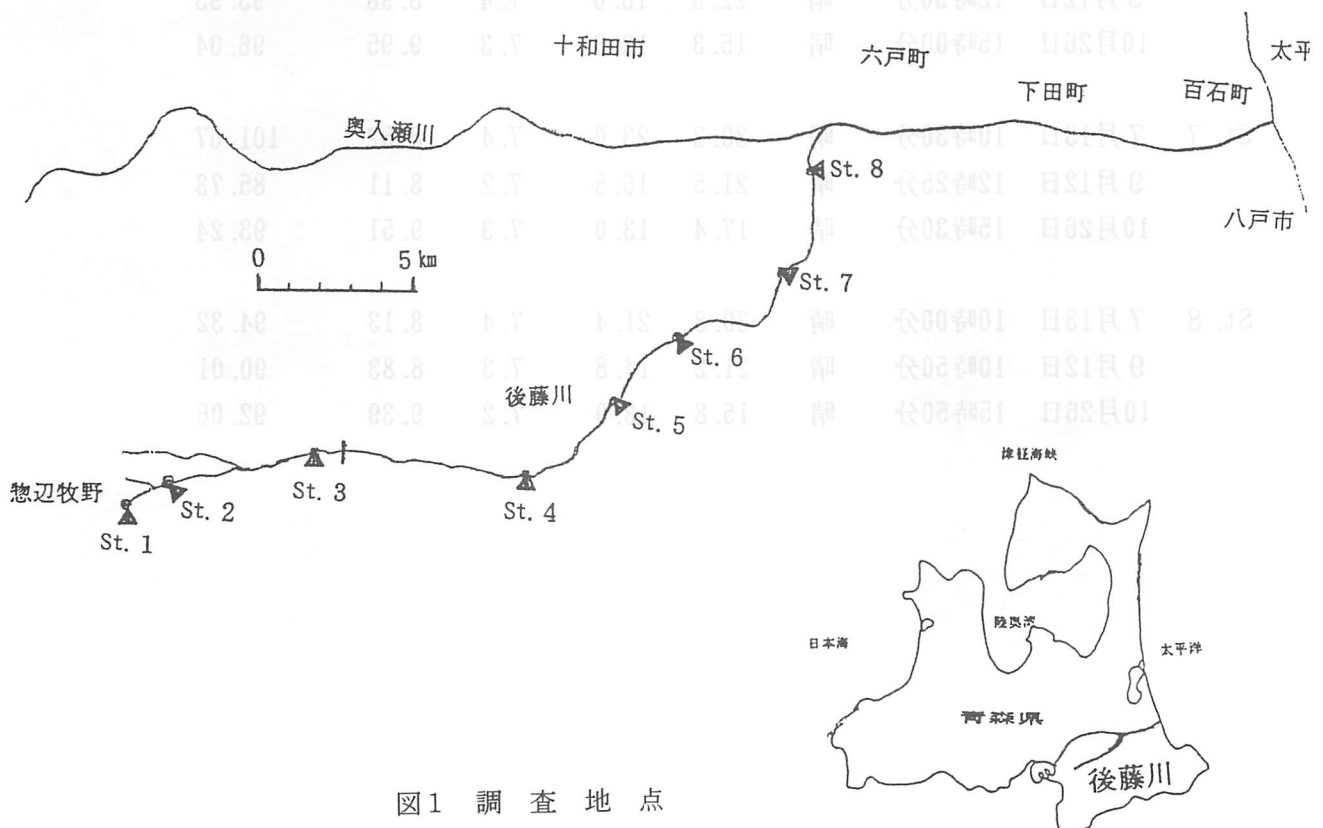 十和田市
六戸町
太平
下田町
百石町
奥入瀬川
St. 8
八戸市
0 5㎞
St. 7
St. 6
後藤川
St. 5
惣辺牧野
St. 2
St. 3
St. 4
St. 1
津軽海峡
陸奥湾
日本海
太平洋
青森県
後藤川
図1 調査地点